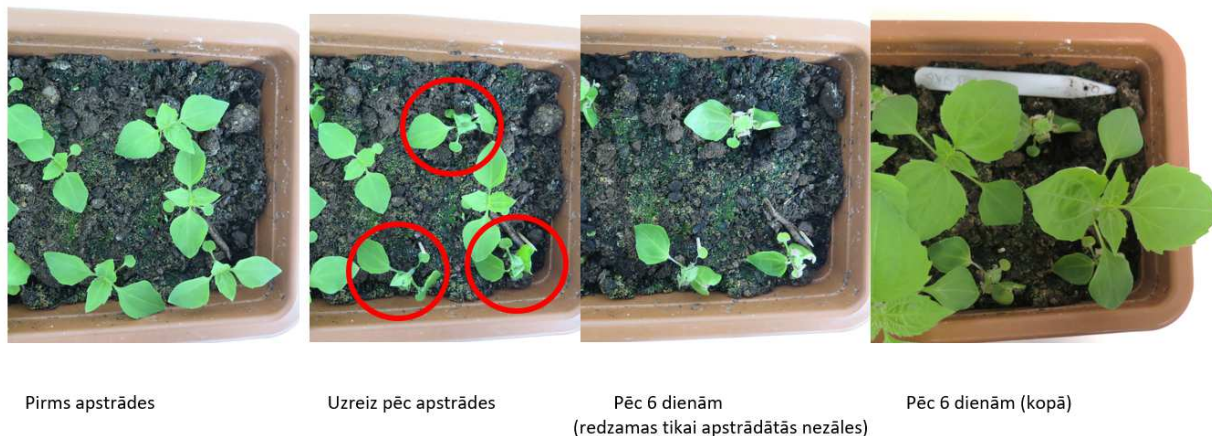 Pirms apstrādes
Uzreiz pēc apstrādes
Pēc 6 dienām
(redzamas tikai apstrādātās nezāles)
Pēc 6 dienām (kopā)